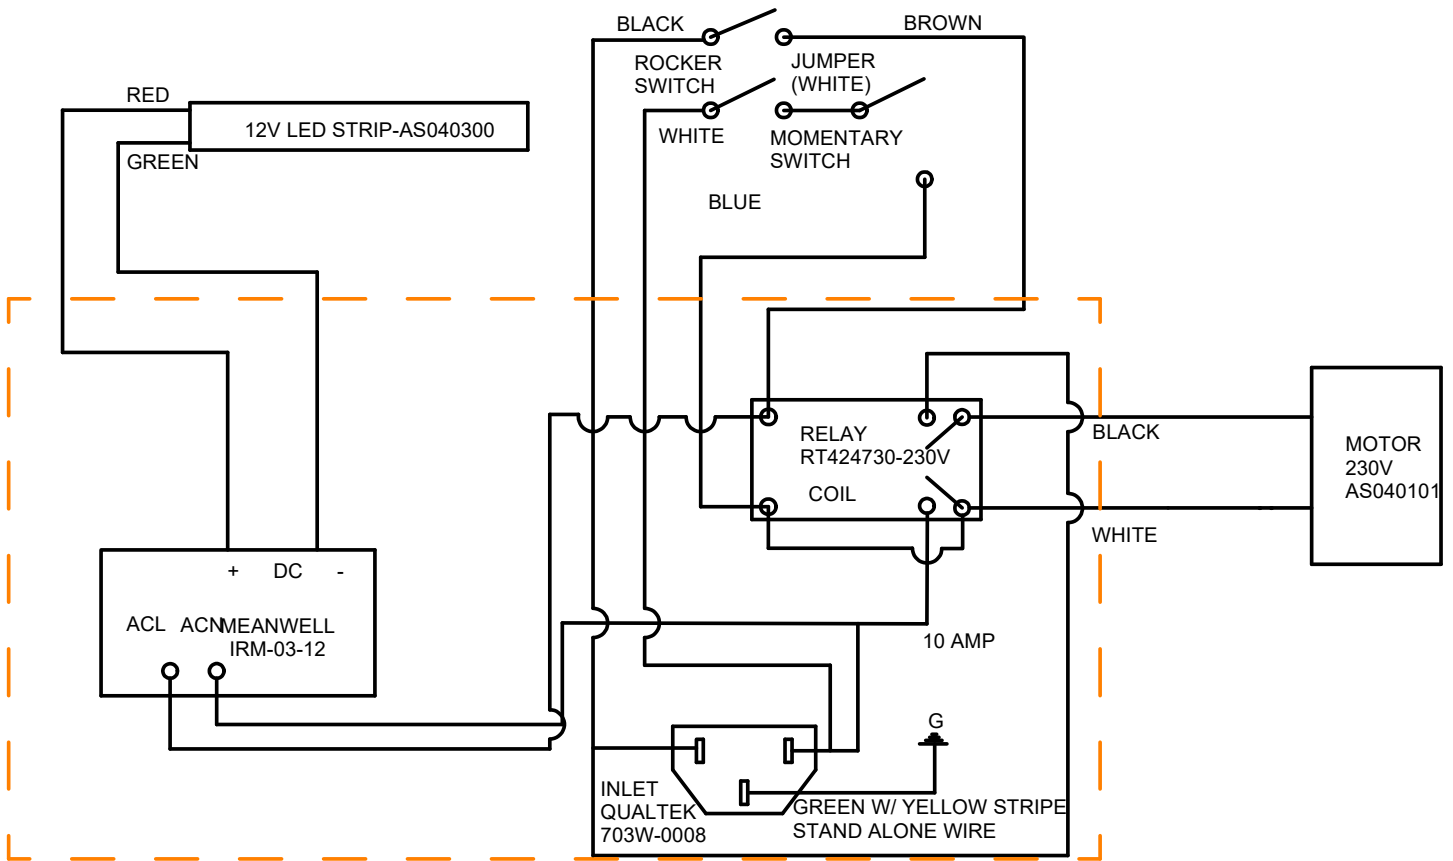 BLACK
BROWN
ROCKER
SWITCH
JUMPER
(WHITE)
RED
12V LED STRIP-AS040300
GREEN
WHITE
MOMENTARY
SWITCH
BLUE
RELAY
RT424730-230V
COIL
BLACK
WHITE
MOTOR
230V
AS040101
+ DC -
ACL ACN
MEANWELL
IRM-03-12
10 AMP
G
INLET
QUALTEK
703W-0008
GREEN W/ YELLOW STRIPE
STAND ALONE WIRE